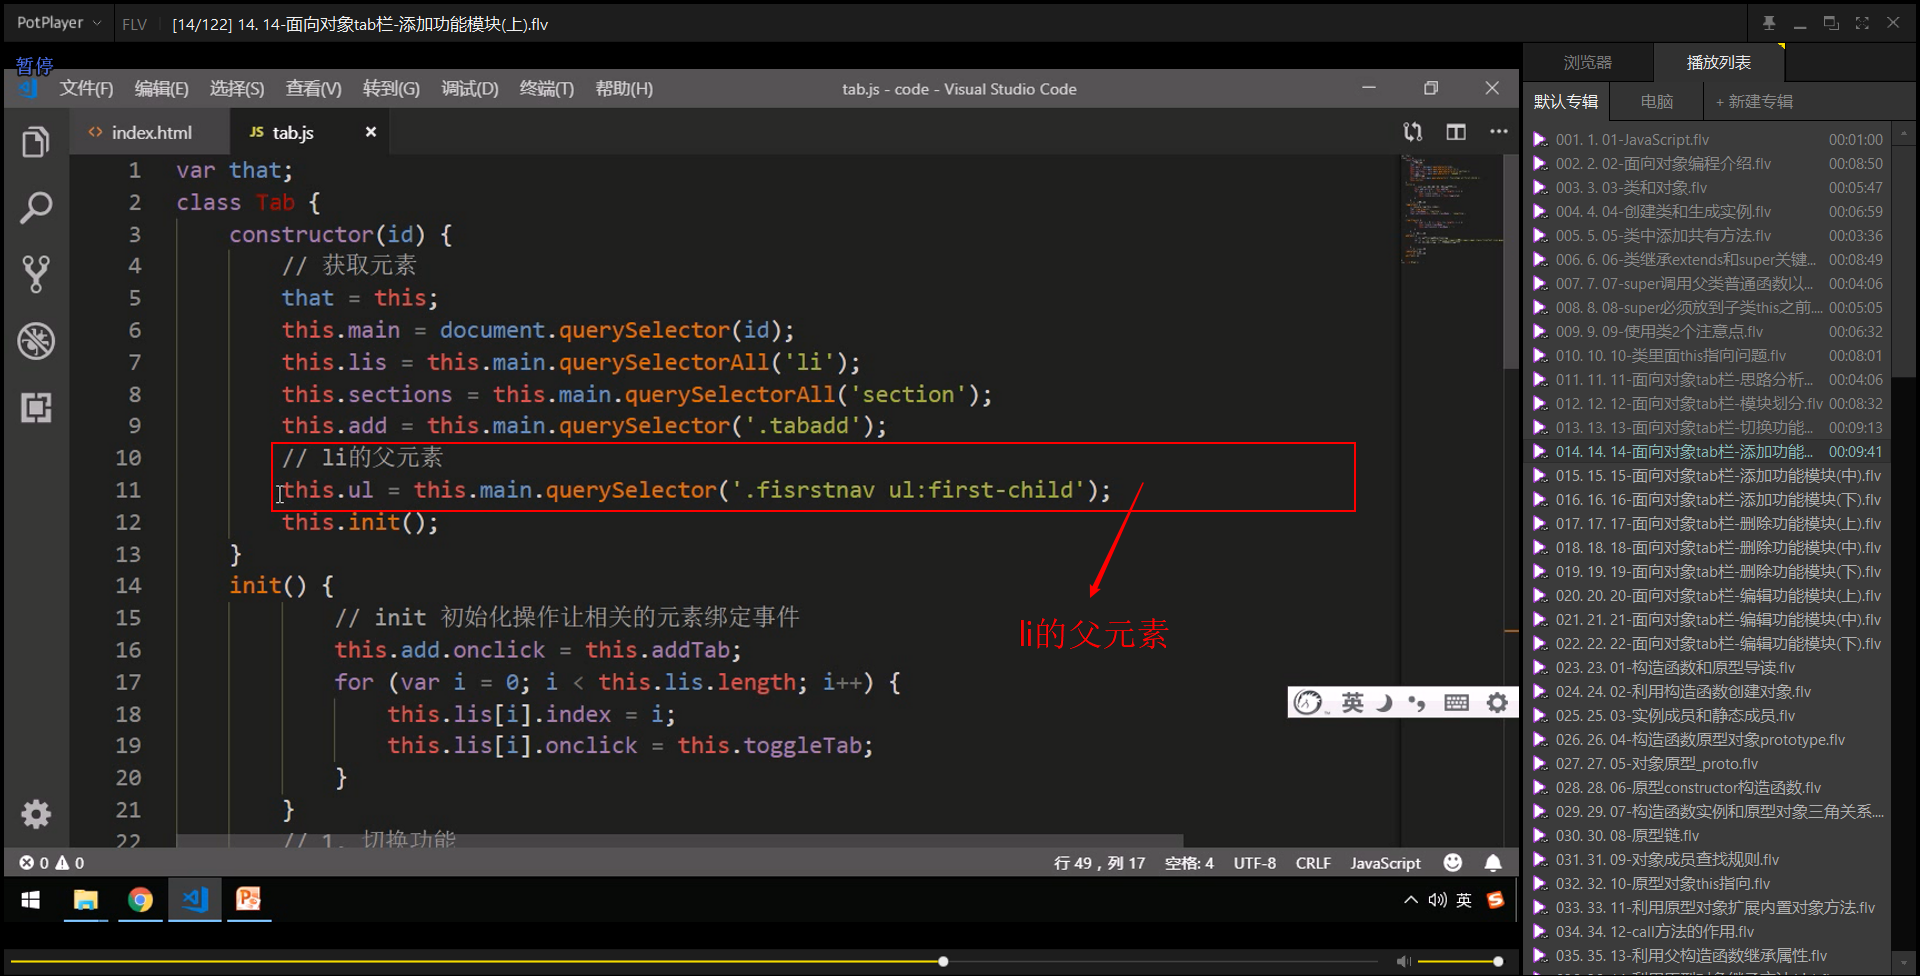 PotPlayer
FLV
[14/122] 14. 14-面向对象tab栏-添加功能模块(上).flv
暂停
文件(F) 编辑(E) 选择(S) 查看(V) 转到(G) 调试(D) 终端(T) 帮助(H)
tab.js - code - Visual Studio Code
index.html
JS tab.js
1 var that;
2 class Tab {
3 constructor(id) {
4 // 获取元素
5 that = this;
6 this.main = document.querySelector(id);
7 this.lis = this.main.querySelectorAll('li');
8 this.sections = this.main.querySelectorAll('section');
9 this.add = this.main.querySelector('.tabadd');
10 // li的父元素
11 this.ul = this.main.querySelector('.fisrstnav ul:first-child');
12 this.init();
13 }
14 init() {
15 // init 初始化操作让相关的元素绑定事件
16 this.add.onclick = this.addTab;
17 for (var i = 0; i < this.lis.length; i++) {
18 this.lis[i].index = i;
19 this.lis[i].onclick = this.toggleTab;
20 }
21 }
22 // 1. 切换功能
li的父元素
英
0 0
行 49，列 17 空格: 4 UTF-8 CRLF JavaScript
英
浏览器 播放列表
默认专辑 电脑 + 新建专辑
001. 1. 01-JavaScript.flv 00:01:00
002. 2. 02-面向对象编程介绍.flv 00:08:50
003. 3. 03-类和对象.flv 00:05:47
004. 4. 04-创建类和生成实例.flv 00:06:59
005. 5. 05-类中添加共有方法.flv 00:03:36
006. 6. 06-类继承extends和super关键... 00:08:49
007. 7. 07-super调用父类普通函数以... 00:04:06
008. 8. 08-super必须放到子类this之前.... 00:05:05
009. 9. 09-使用类2个注意点.flv 00:06:32
010. 10. 10-类里面this指向问题.flv 00:08:01
011. 11. 11-面向对象tab栏-思路分析... 00:04:06
012. 12. 12-面向对象tab栏-模块划分.flv 00:08:32
013. 13. 13-面向对象tab栏-切换功能... 00:09:13
014. 14. 14-面向对象tab栏-添加功能... 00:09:41
015. 15. 15-面向对象tab栏-添加功能模块(中).flv
016. 16. 16-面向对象tab栏-添加功能模块(下).flv
017. 17. 17-面向对象tab栏-删除功能模块(上).flv
018. 18. 18-面向对象tab栏-删除功能模块(中).flv
019. 19. 19-面向对象tab栏-删除功能模块(下).flv
020. 20. 20-面向对象tab栏-编辑功能模块(上).flv
021. 21. 21-面向对象tab栏-编辑功能模块(中).flv
022. 22. 22-面向对象tab栏-编辑功能模块(下).flv
023. 23. 01-构造函数和原型导读.flv
024. 24. 02-利用构造函数创建对象.flv
025. 25. 03-实例成员和静态成员.flv
026. 26. 04-构造函数原型对象prototype.flv
027. 27. 05-对象原型_proto.flv
028. 28. 06-原型constructor构造函数.flv
029. 29. 07-构造函数实例和原型对象三角关系....
030. 30. 08-原型链.flv
031. 31. 09-对象成员查找规则.flv
032. 32. 10-原型对象this指向.flv
033. 33. 11-利用原型对象扩展内置对象方法.flv
034. 34. 12-call方法的作用.flv
035. 35. 13-利用父构造函数继承属性.flv